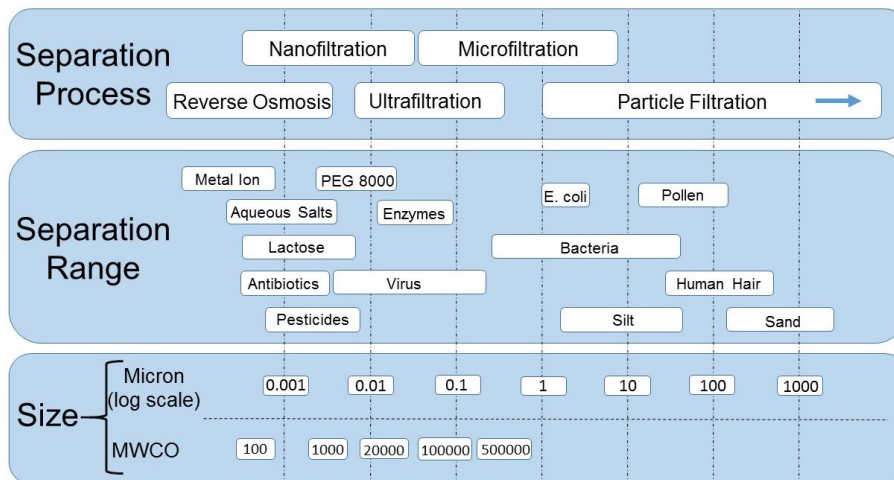 Separation Process
Nanofiltration
Microfiltration
Reverse Osmosis
Ultrafiltration
Particle Filtration
Separation Range
Metal Ion
PEG 8000
E. coli
Pollen
Aqueous Salts
Enzymes
Lactose
Bacteria
Antibiotics
Virus
Human Hair
Pesticides
Silt
Sand
Size
Micron
(log scale)
0.001
0.01
0.1
1
10
100
1000
MWCO
100
1000
20000
100000
500000